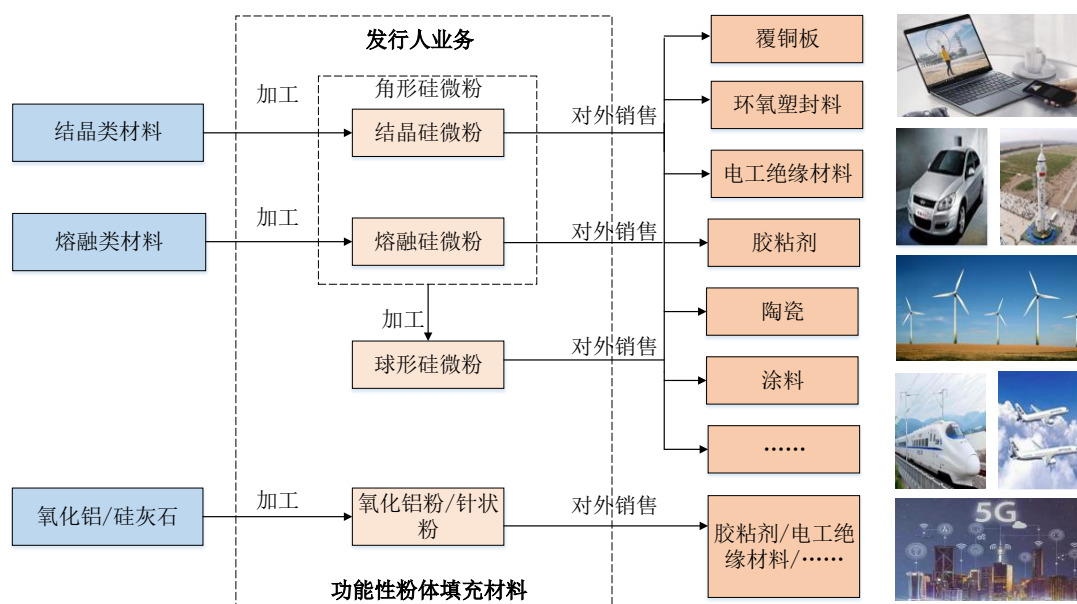 发行人业务
覆铜板
角形硅微粉
加工
环氧塑封料
结晶类材料
结晶硅微粉
对外销售
电工绝缘材料
加工
熔融类材料
熔融硅微粉
对外销售
胶粘剂
陶瓷
加工
对外销售
球形硅微粉
涂料
……
氧化铝/硅灰石
加工
氧化铝粉/针状
粉
对外销售
胶粘剂/电工绝
缘材料/……
5G
功能性粉体填充材料